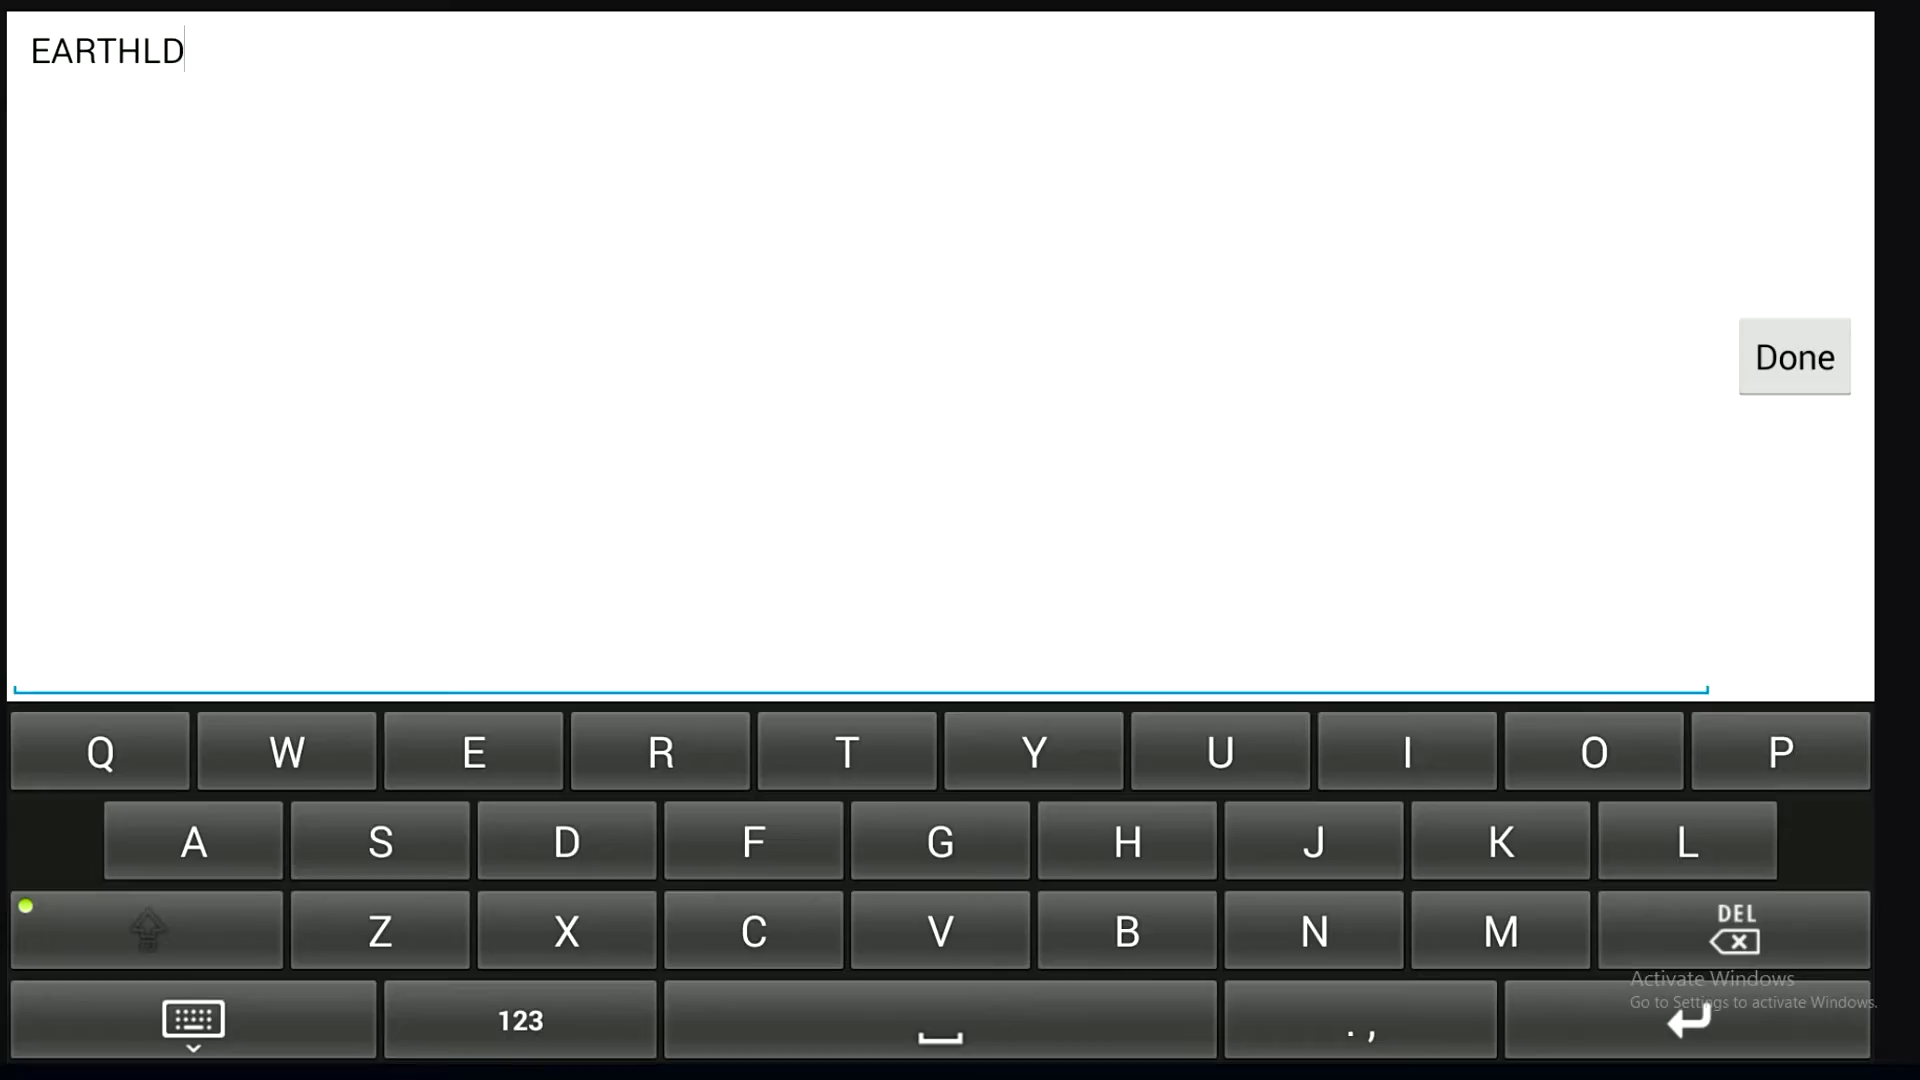 EARTHLD
Done
Q W E R T Y U I O P
A S D F G H J K L
Z X C V B N M DEL
Activate Windows
Go to Settings to activate Windows.
123 . ,